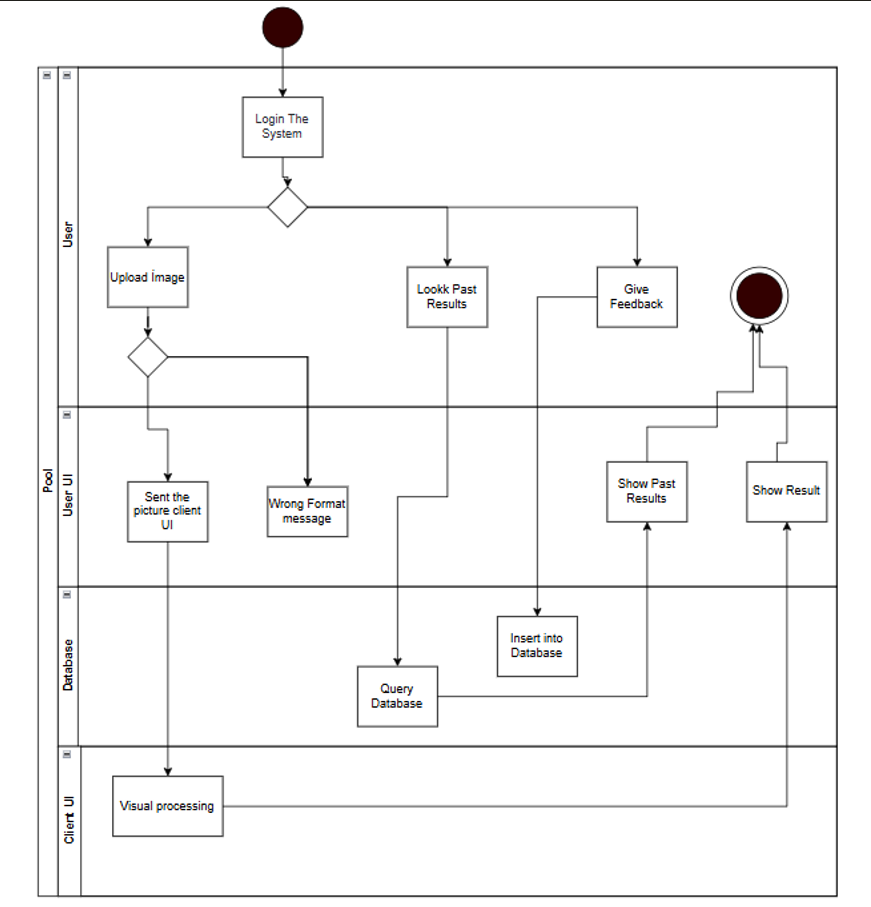 Login The
System
User
Upload İmage
Lookk Past
Results
Give
Feedback
Pool
User UI
Sent the
picture client
UI
Wrong Format
message
Show Past
Results
Show Result
Database
Insert into
Database
Query
Database
Client UI
Visual processing